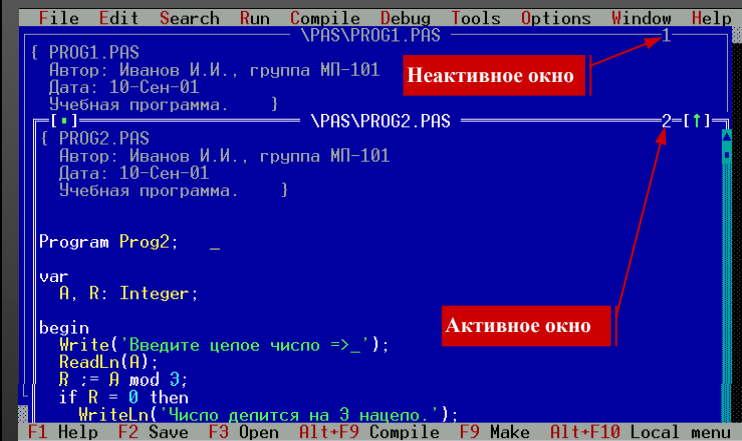 File Edit Search Run Compile Debug Tools Options Window Help
\PAS\PROG1.PAS 1
{ PROG1.PAS
Автор: Иванов И.И., группа МП-101
Дата: 10-Сен-01
Учебная программа. }
Неактивное окно
[▪] \PAS\PROG2.PAS 2=[↑]
{ PROG2.PAS
Автор: Иванов И.И., группа МП-101
Дата: 10-Сен-01
Учебная программа. }
Program Prog2; _
var
A, R: Integer;
Активное окно
begin
Write('Введите целое число =>_');
ReadLn(A);
R := A mod 3;
if R = 0 then
WriteLn('Число делится на 3 нацело.');
F1 Help F2 Save F3 Open Alt+F9 Compile F9 Make Alt+F10 Local menu